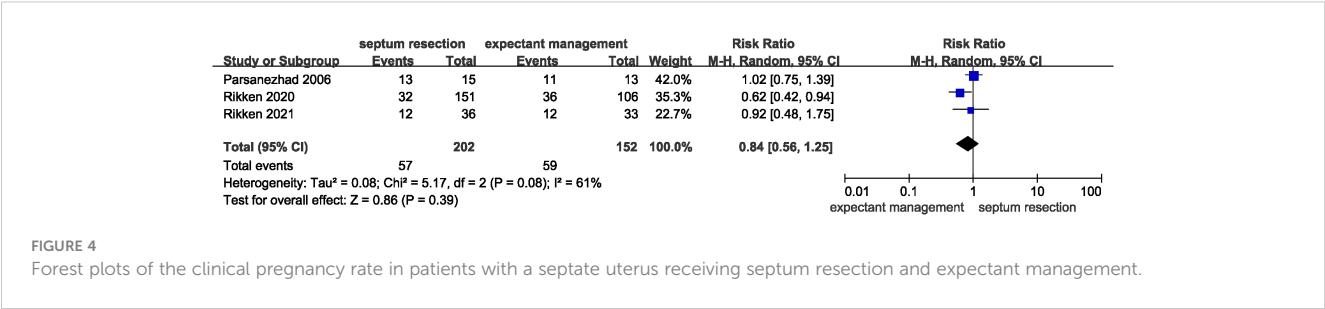 septum resection expectant management Risk Ratio Risk Ratio
Study or Subgroup Events Total Events Total Weight M-H, Random, 95% CI M-H, Random, 95% CI
Parsanezhad 2006 13 15 11 13 42.0% 1.02 [0.75, 1.39]
Rikken 2020 32 151 36 106 35.3% 0.62 [0.42, 0.94]
Rikken 2021 12 36 12 33 22.7% 0.92 [0.48, 1.75]
Total (95% CI) 202 152 100.0% 0.84 [0.56, 1.25]
Total events 57 59
Heterogeneity: Tau² = 0.08; Chi² = 5.17, df = 2 (P = 0.08); I² = 61%
Test for overall effect: Z = 0.86 (P = 0.39)
0.01 0.1 1 10 100
expectant management septum resection
FIGURE 4
Forest plots of the clinical pregnancy rate in patients with a septate uterus receiving septum resection and expectant management.